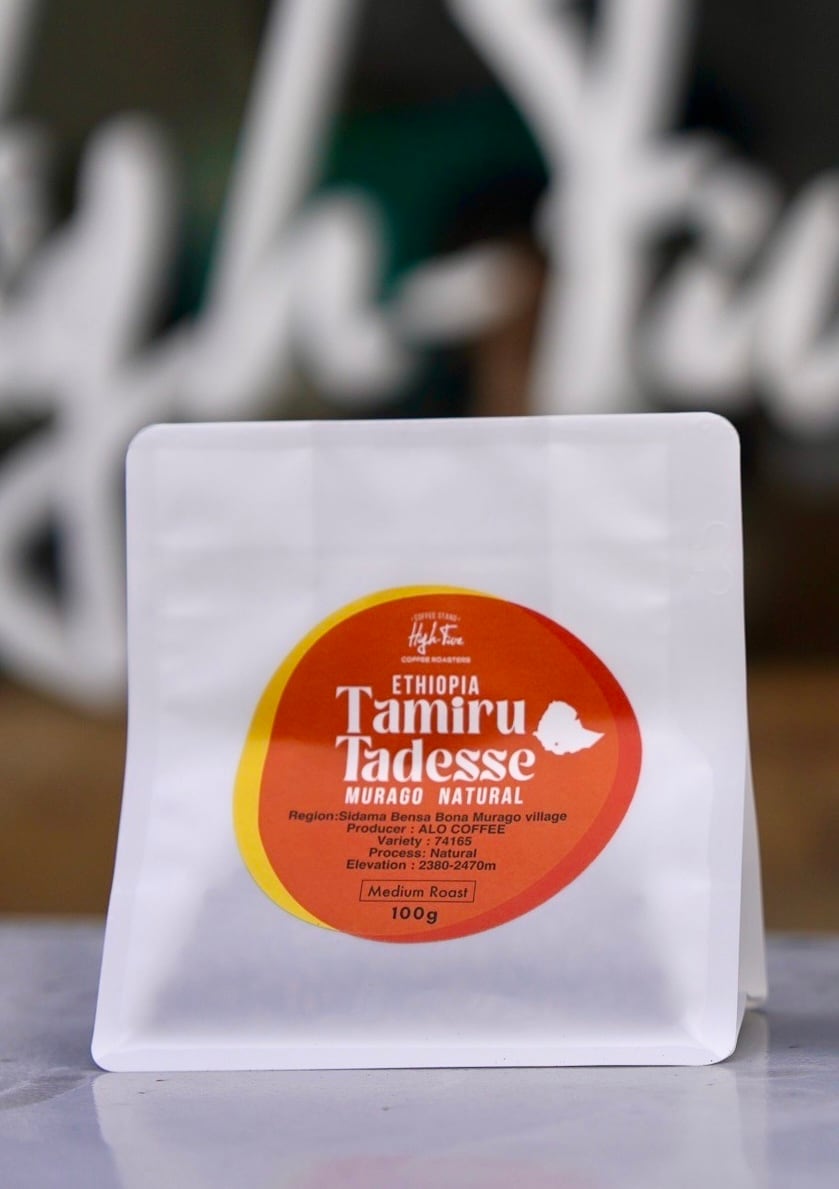 COFFEE STAND
High-Five
COFFEE ROASTERS
ETHIOPIA
Tamiru
Tadesse
MURAGO NATURAL
Region:Sidama Bensa Bona Murago village
Producer : ALO COFFEE
Variety : 74165
Process: Natural
Elevation : 2380-2470m
Medium Roast
100g